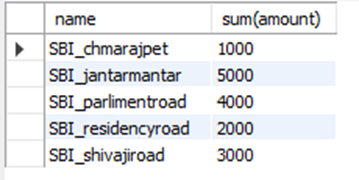 name sum(amount)
SBI_chmarajpet 1000
SBI_jantarmantar 5000
SBI_parlimentroad 4000
SBI_residencyroad 2000
SBI_shivajiroad 3000